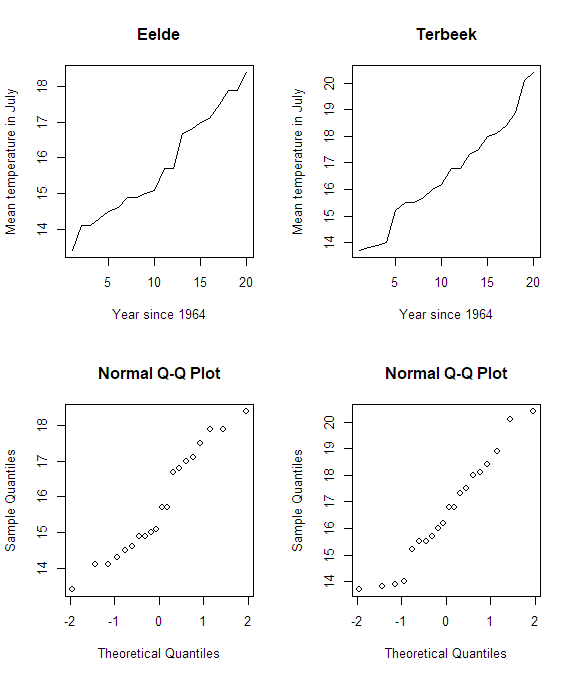 Eelde
Mean temperature in July
14 15 16 17 18
5 10 15 20
Year since 1964
Terbeek
Mean temperature in July
14 15 16 17 18 19 20
5 10 15 20
Year since 1964
Normal Q-Q Plot
Sample Quantiles
14 15 16 17 18
-2 -1 0 1 2
Theoretical Quantiles
Normal Q-Q Plot
Sample Quantiles
14 15 16 17 18 19 20
-2 -1 0 1 2
Theoretical Quantiles